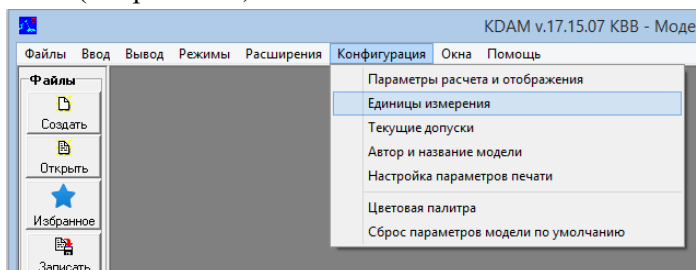 KDAM v.17.15.07 KBB - Моде
Файлы Ввод Вывод Режимы Расширения Конфигурация Окна Помощь
Файлы
Создать
Открыть
Избранное
Записать
Параметры расчета и отображения
Единицы измерения
Текущие допуски
Автор и название модели
Настройка параметров печати
Цветовая палитра
Сброс параметров модели по умолчанию